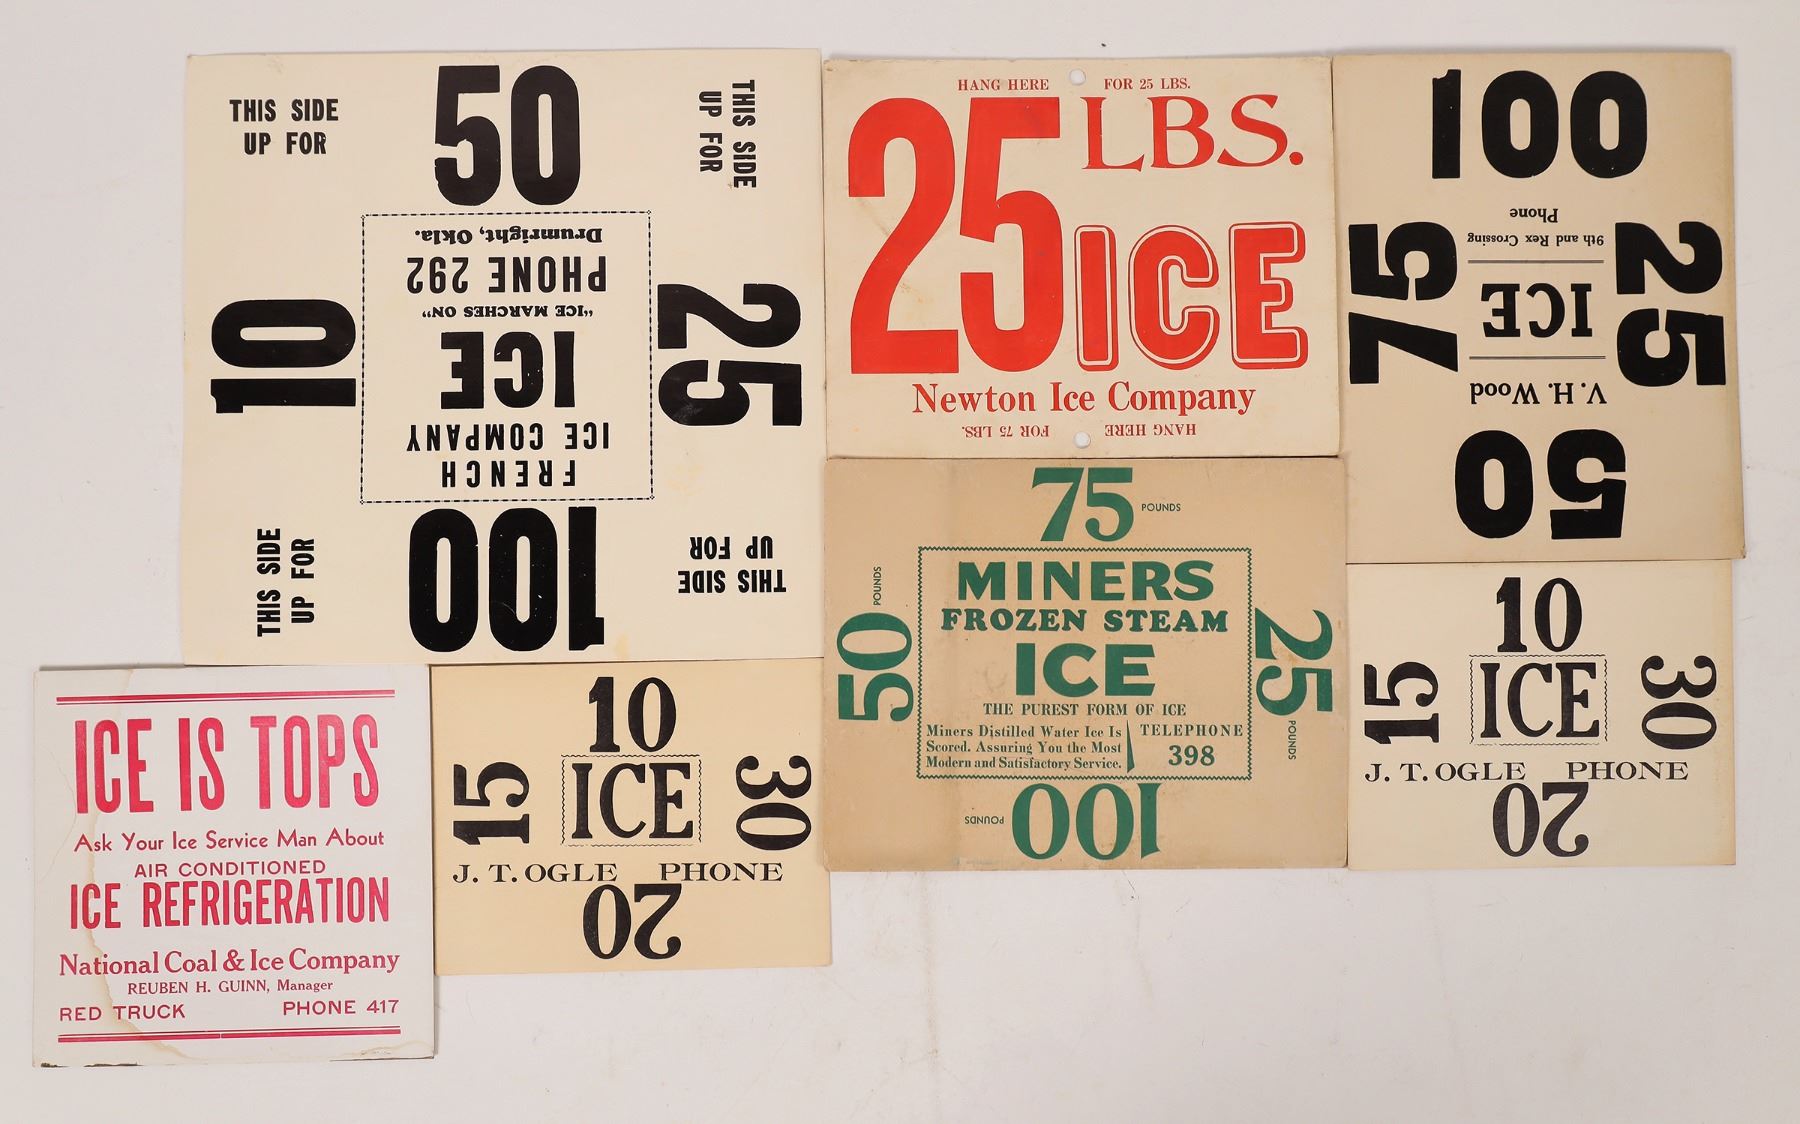 THIS SIDE
UP FOR
50
THIS SIDE
UP FOR
10
25
FRENCH
ICE COMPANY
ICE
"ICE MARCHES ON"
PHONE 292
Drumright, Okla.
THIS SIDE
UP FOR
100
THIS SIDE
UP FOR
HANG HERE FOR 25 LBS.
25 LBS.
ICE
Newton Ice Company
HANG HERE FOR 75 LBS.
100
75
25
V. H. Wood
ICE
9th and Rex Crossing
Phone
50
ICE IS TOPS
Ask Your Ice Service Man About
AIR CONDITIONED
ICE REFRIGERATION
National Coal & Ice Company
REUBEN H. GUINN, Manager
RED TRUCK PHONE 417
10
15
ICE
30
J. T. OGLE PHONE
20
75 POUNDS
50 POUNDS
MINERS
FROZEN STEAM
ICE
THE PUREST FORM OF ICE
Miners Distilled Water Ice Is
Scored. Assuring You the Most
Modern and Satisfactory Service.
TELEPHONE
398
25 POUNDS
100 POUNDS
10
15
ICE
30
J. T. OGLE PHONE
20